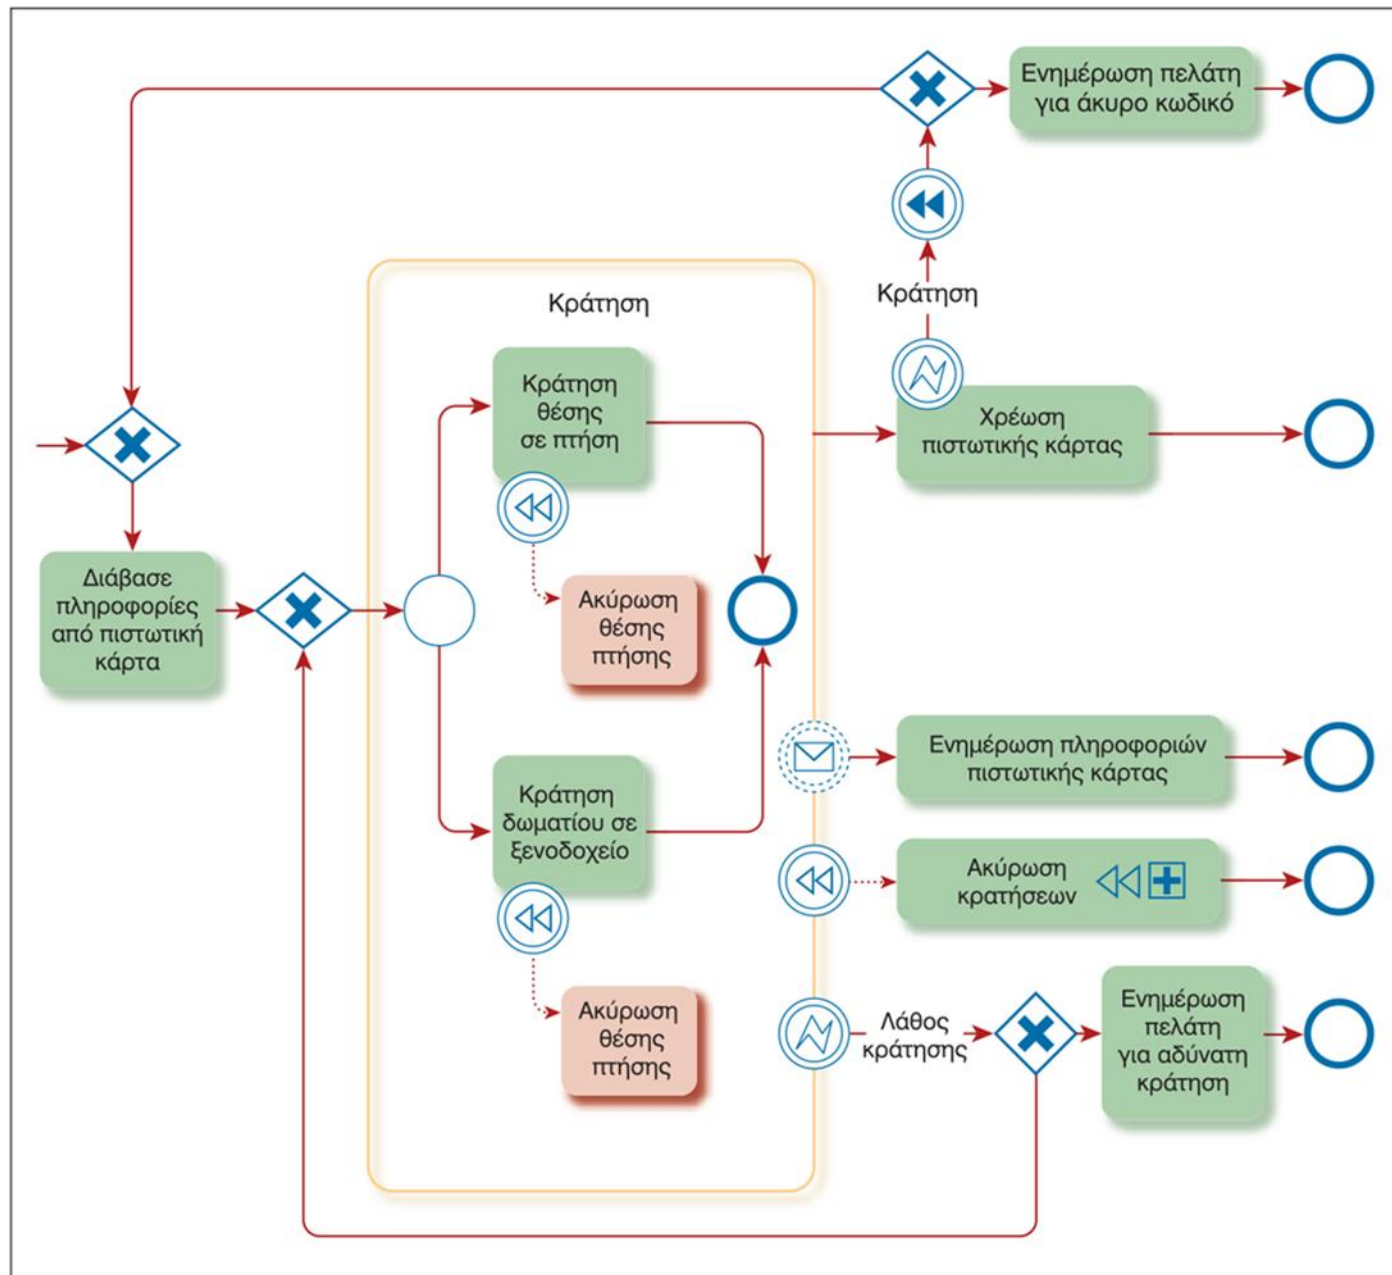 Ενημέρωση πελάτη
για άκυρο κωδικό
Κράτηση
Κράτηση
Κράτηση
θέσης
σε πτήση
Χρέωση
πιστωτικής κάρτας
Διάβασε
πληροφορίες
από πιστωτική
κάρτα
Ακύρωση
θέσης
πτήσης
Ενημέρωση πληροφοριών
πιστωτικής κάρτας
Κράτηση
δωματίου σε
ξενοδοχείο
Ακύρωση
κρατήσεων
Ακύρωση
θέσης
πτήσης
Λάθος
κράτησης
Ενημέρωση
πελάτη
για αδύνατη
κράτηση